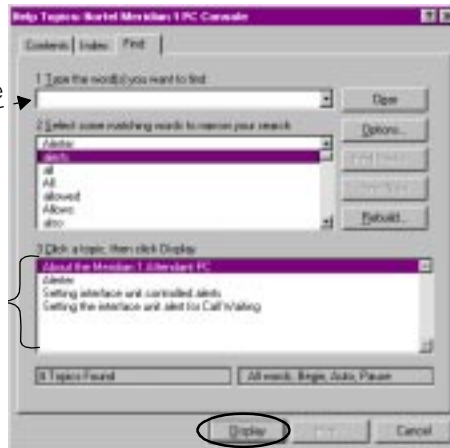 Help Topics: Nortel Meridian 1 PC Console
Contents Index Find
1 Type the word(s) you want to find
Open
2 Select some matching words to narrow your search
Alerter
alerts
all
All
allowed
Allows
also
Options...
Rebuild...
3 Click a topic, then click Display
About the Meridian 1 Attendant PC
Alerter
Setting interface unit controlled alerts
Setting the interface unit alert for Call Waiting
Topics Found
All words, Begin, Auto, Pause
Display
Cancel